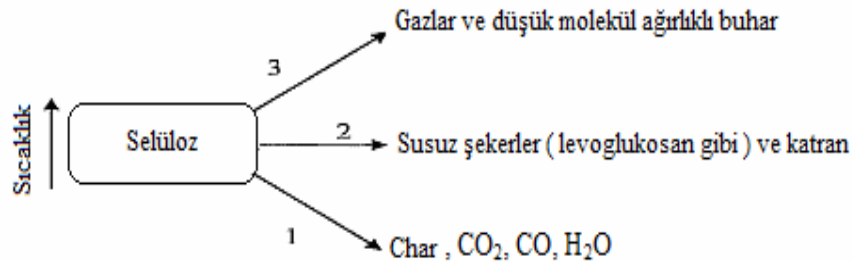 Gazlar ve düşük molekül ağırlıklı buhar
3
Sıcaklık
Selüloz
2
Susuz şekerler ( levoglukosan gibi ) ve katran
1
Char , CO₂, CO, H₂O